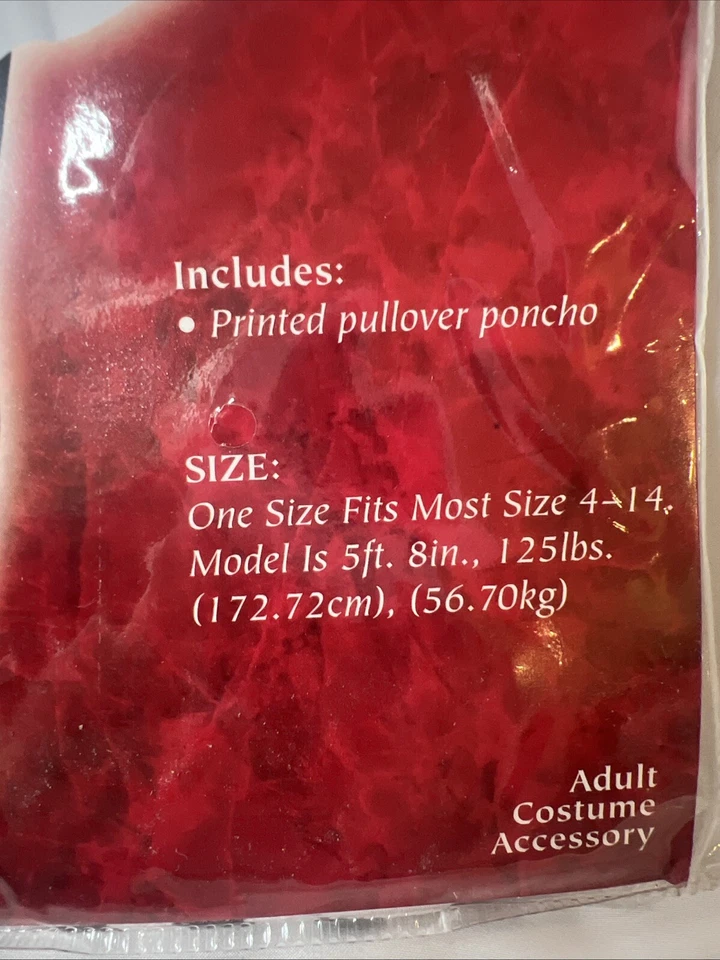 Includes:
• Printed pullover poncho
SIZE:
One Size Fits Most Size 4-14.
Model Is 5ft. 8in., 125lbs.
(172.72cm), (56.70kg)
Adult
Costume
Accessory